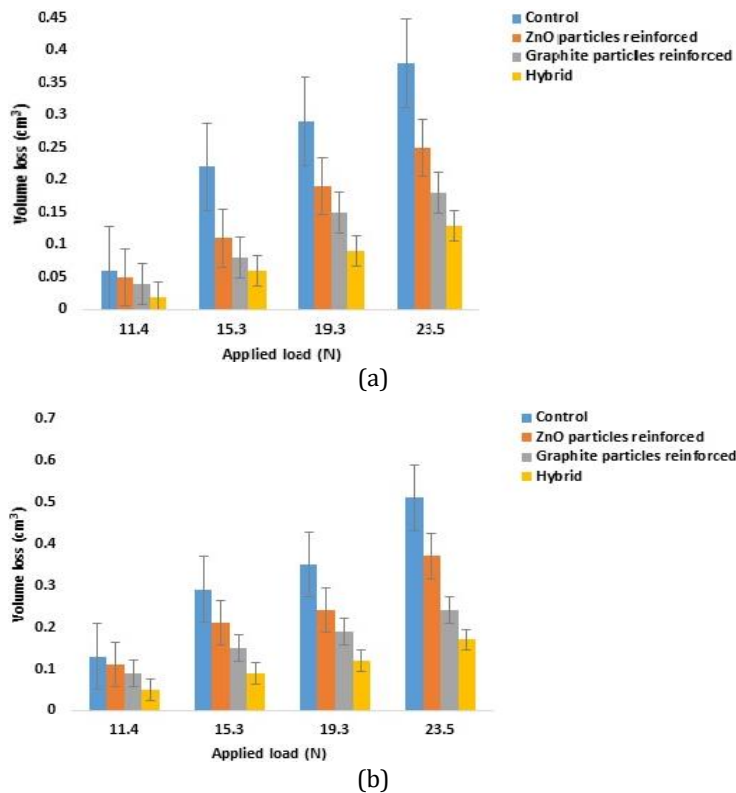 0.45
0.4
0.35
0.3
0.25
0.2
0.15
0.1
0.05
0
Volume loss (cm³)
11.4 15.3 19.3 23.5
Applied load (N)
Control
ZnO particles reinforced
Graphite particles reinforced
Hybrid
(a)
0.7
0.6
0.5
0.4
0.3
0.2
0.1
0
Volume loss (cm³)
11.4 15.3 19.3 23.5
Applied load (N)
Control
ZnO particles reinforced
Graphite particles reinforced
Hybrid
(b)